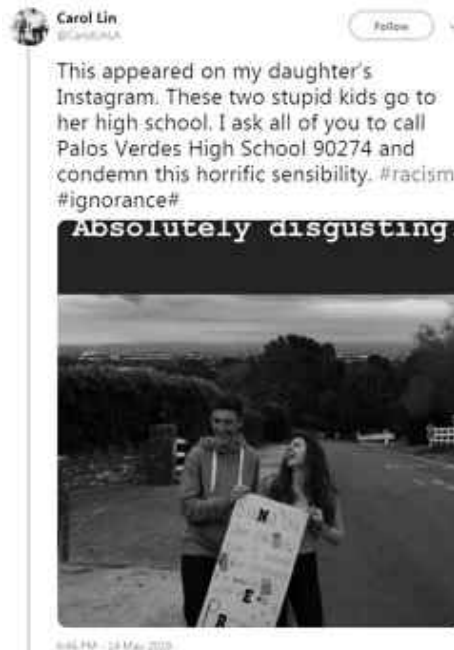 Carol Lin
Follow
This appeared on my daughter's
Instagram. These two stupid kids go to
her high school. I ask all of you to call
Palos Verdes High School 90274 and
condemn this horrific sensibility. #racism
#ignorance#
Absolutely disgusting